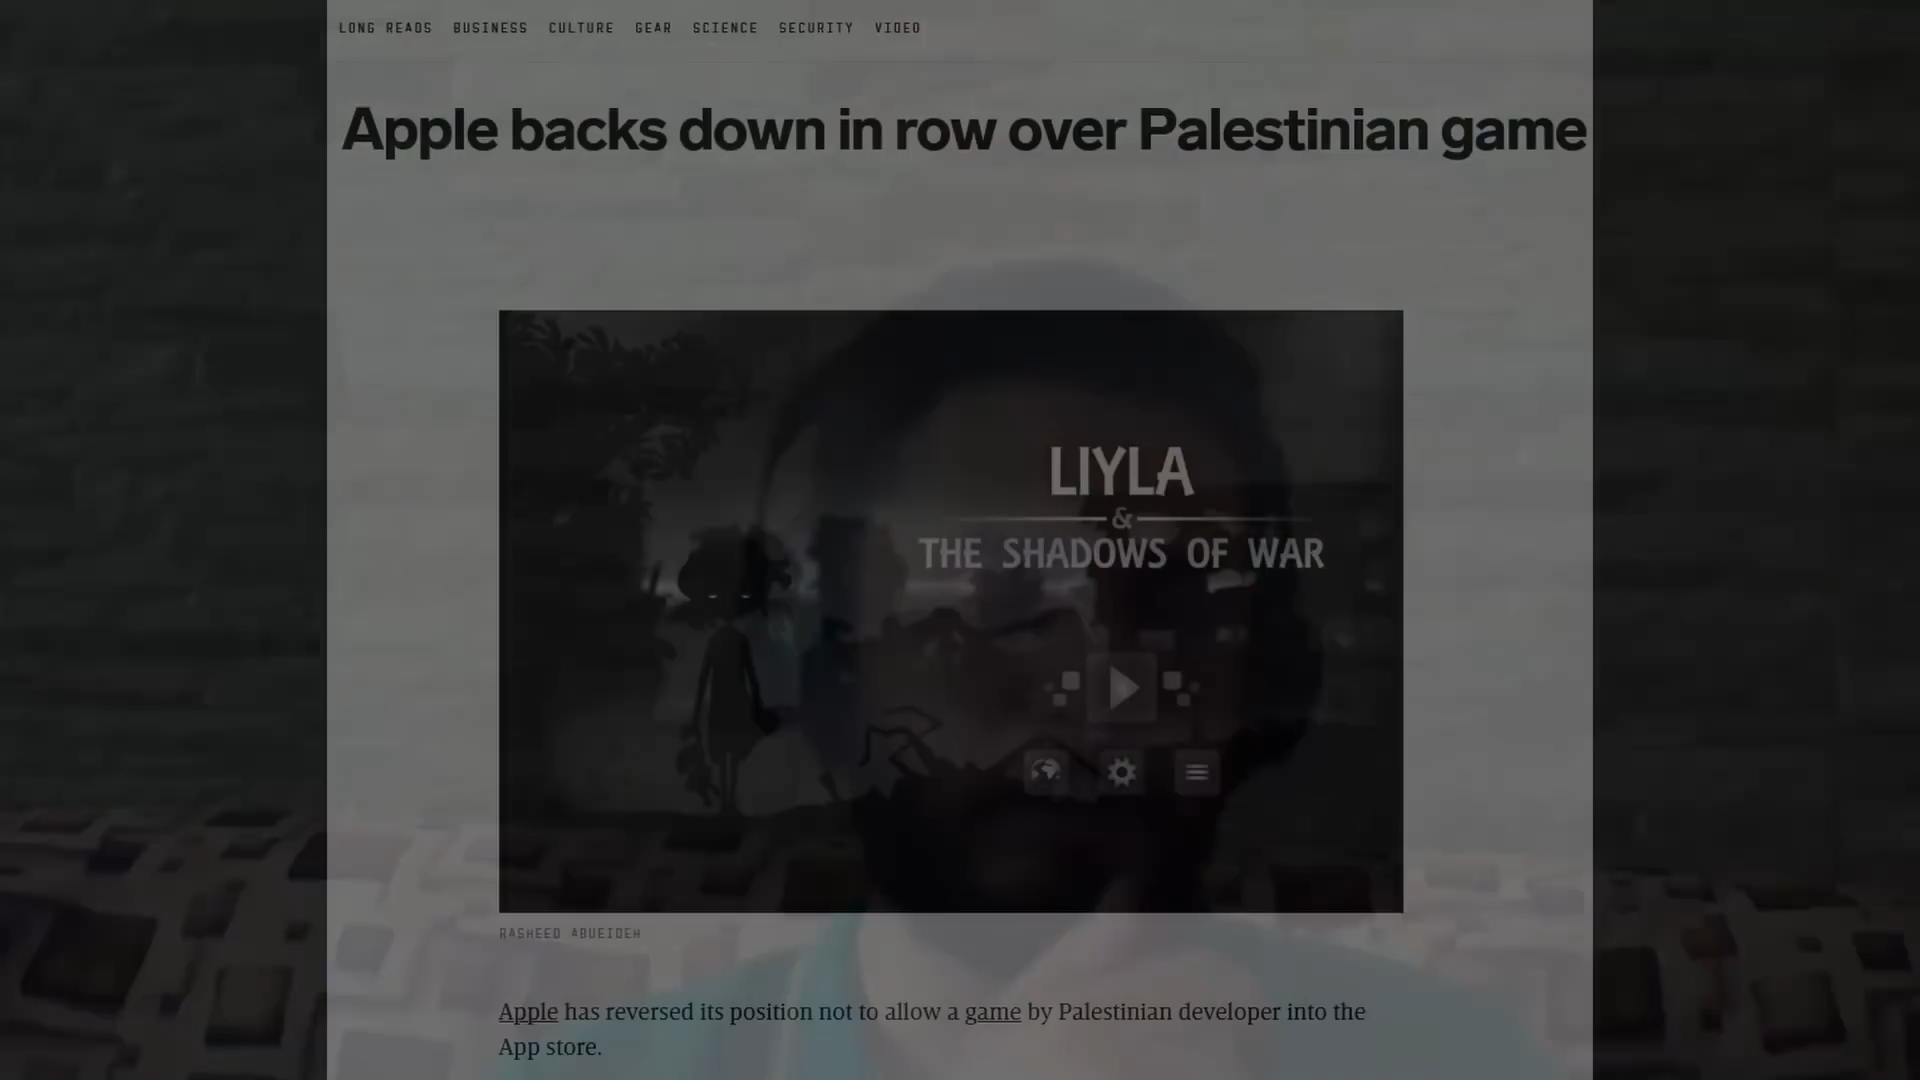 LONG READS BUSINESS CULTURE GEAR SCIENCE SECURITY VIDEO
Apple backs down in row over Palestinian game
LIYLA
&
THE SHADOWS OF WAR
RASHEED ABUEIDEH
Apple has reversed its position not to allow a game by Palestinian developer into the
App store.